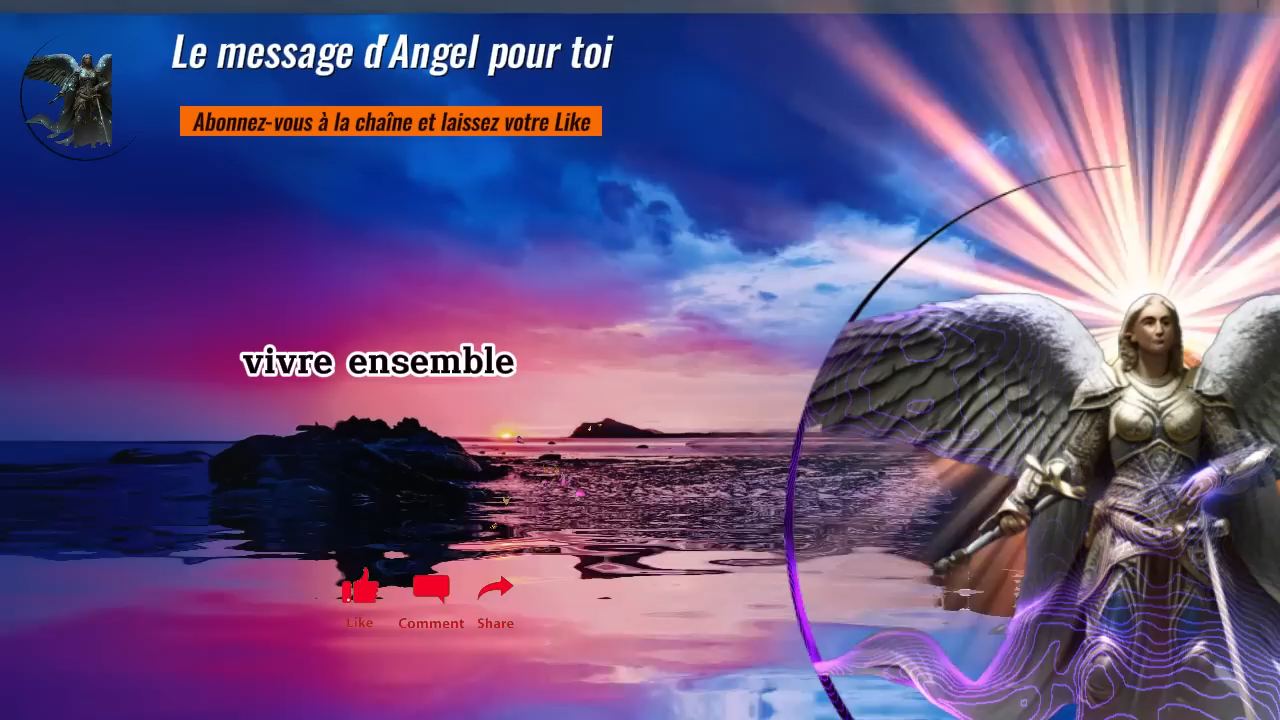 Le message d'Angel pour toi
Abonnez-vous à la chaîne et laissez votre Like
vivre ensemble
Like Comment Share